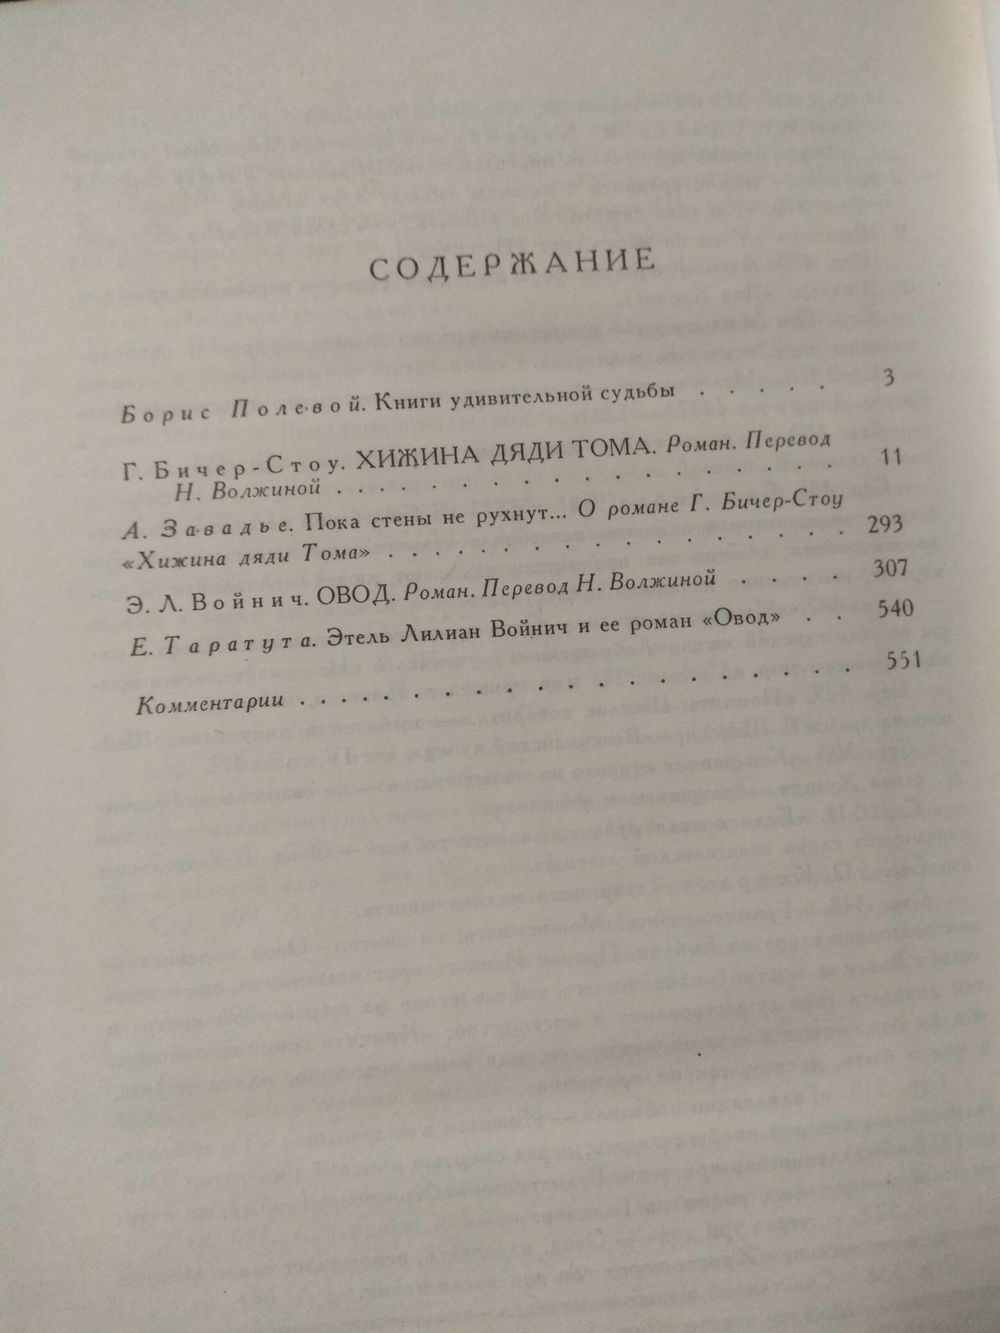 СОДЕРЖАНИЕ
Борис Полевой. Книги удивительной судьбы . . . . . 3
Г. Бичер-Стоу. ХИЖИНА ДЯДИ ТОМА. Роман. Перевод
Н. Волжиной . . . . . . . . . . . . . . . . 11
А. Завадье. Пока стены не рухнут... О романе Г. Бичер-Стоу
«Хижина дяди Тома» . . . . . . . . . . . . . . . 293
Э. Л. Войнич. ОВОД. Роман. Перевод Н. Волжиной . . . . 307
Е. Таратута. Этель Лилиан Войнич и ее роман «Овод» . . 540
Комментарии . . . . . . . . . . . . . . . . . . . 551